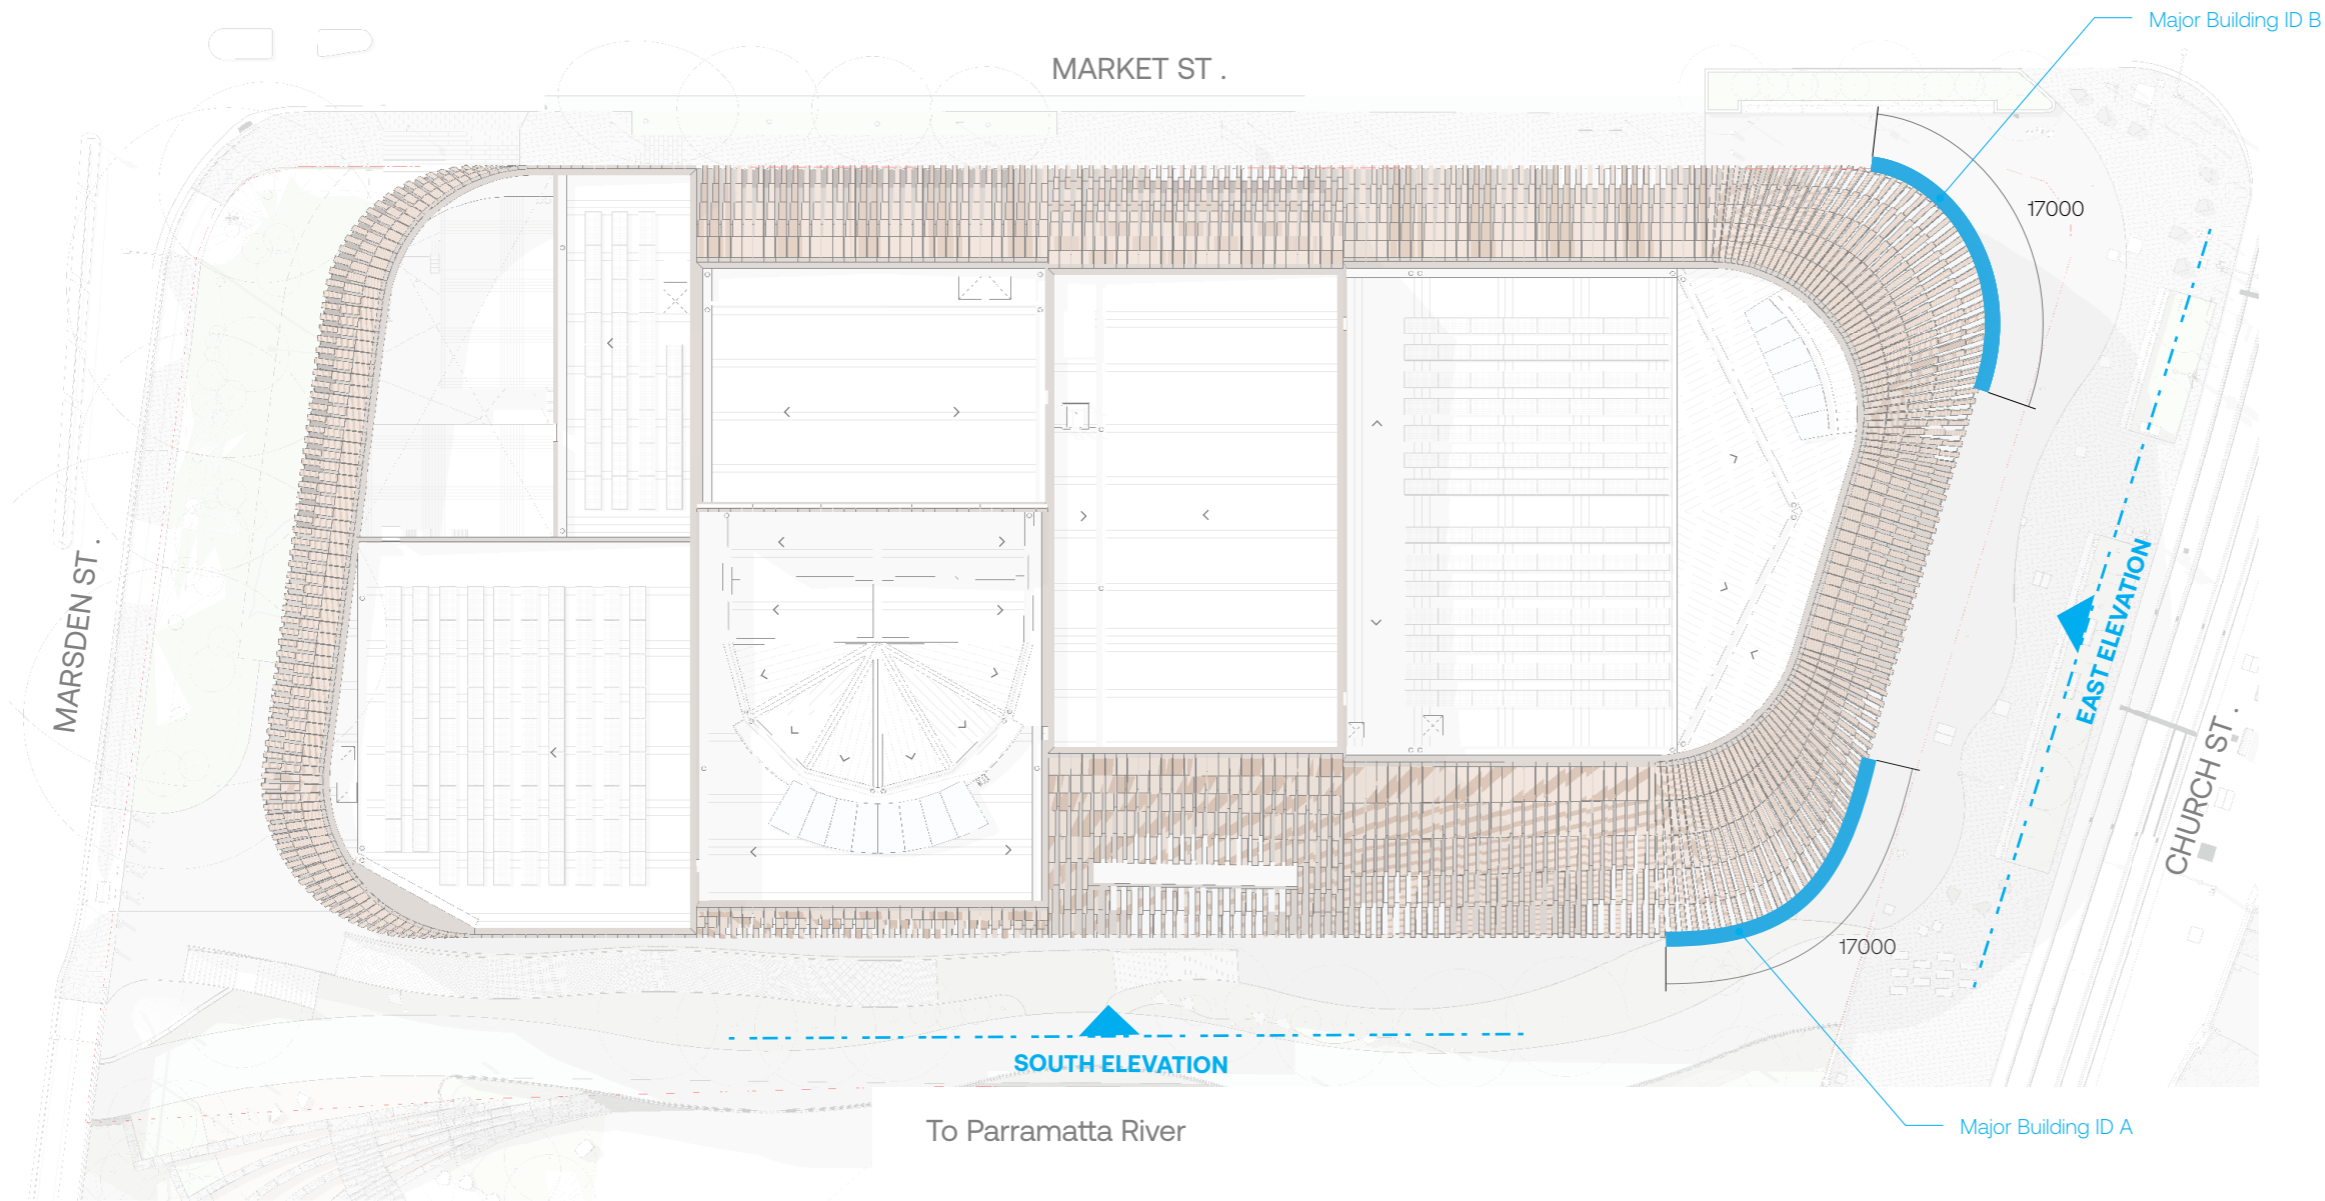 Major Building ID B
MARKET ST .
17000
MARSDEN ST .
EAST ELEVATION
CHURCH ST .
17000
SOUTH ELEVATION
To Parramatta River
Major Building ID A